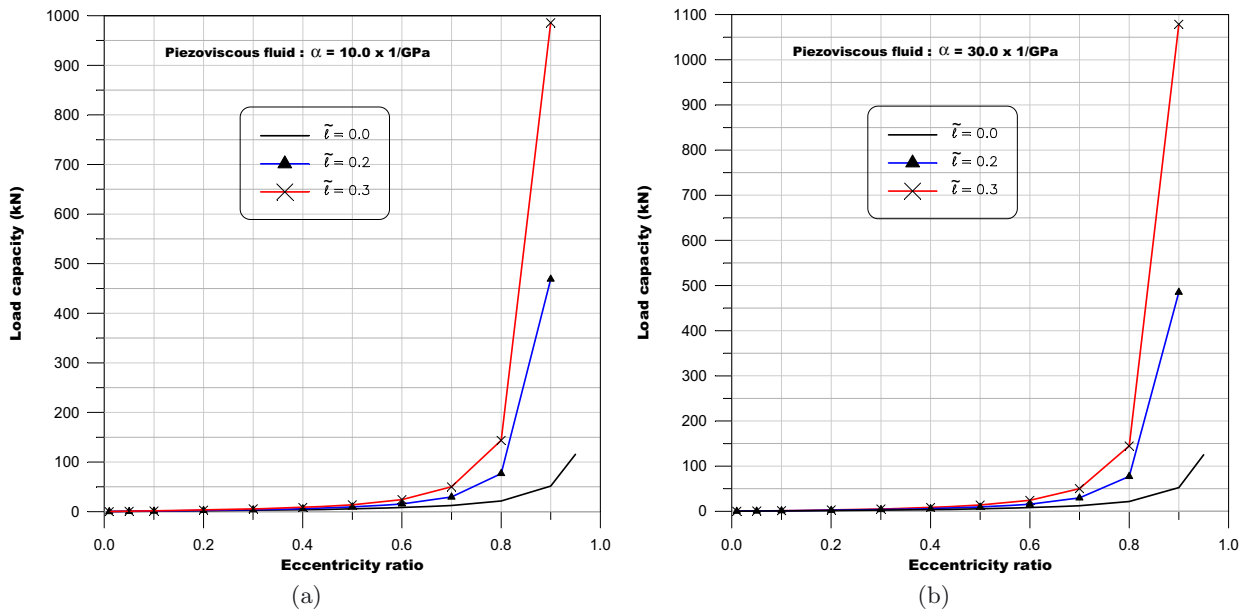 1000
900
800
700
600
500
400
300
200
100
0
Load capacity (kN)
Piezoviscous fluid : α = 10.0 x 1/GPa
ℓ̃ = 0.0
ℓ̃ = 0.2
ℓ̃ = 0.3
0.0 0.2 0.4 0.6 0.8 1.0
Eccentricity ratio
(a)
1100
1000
900
800
700
600
500
400
300
200
100
0
Load capacity (kN)
Piezoviscous fluid : α = 30.0 x 1/GPa
ℓ̃ = 0.0
ℓ̃ = 0.2
ℓ̃ = 0.3
0.0 0.2 0.4 0.6 0.8 1.0
Eccentricity ratio
(b)